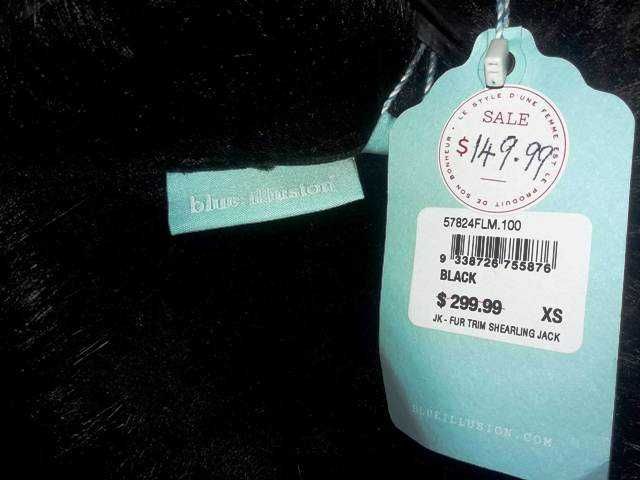 blue illusion
LE STYLE D'UNE FEMME EST LE PRODUIT DE SON BONHEUR •
SALE
$149.99
57824FLM.100
9 338726 755876
BLACK
$ 299.99
XS
JK - FUR TRIM SHEARLING JACK
BLUEILLUSION.COM